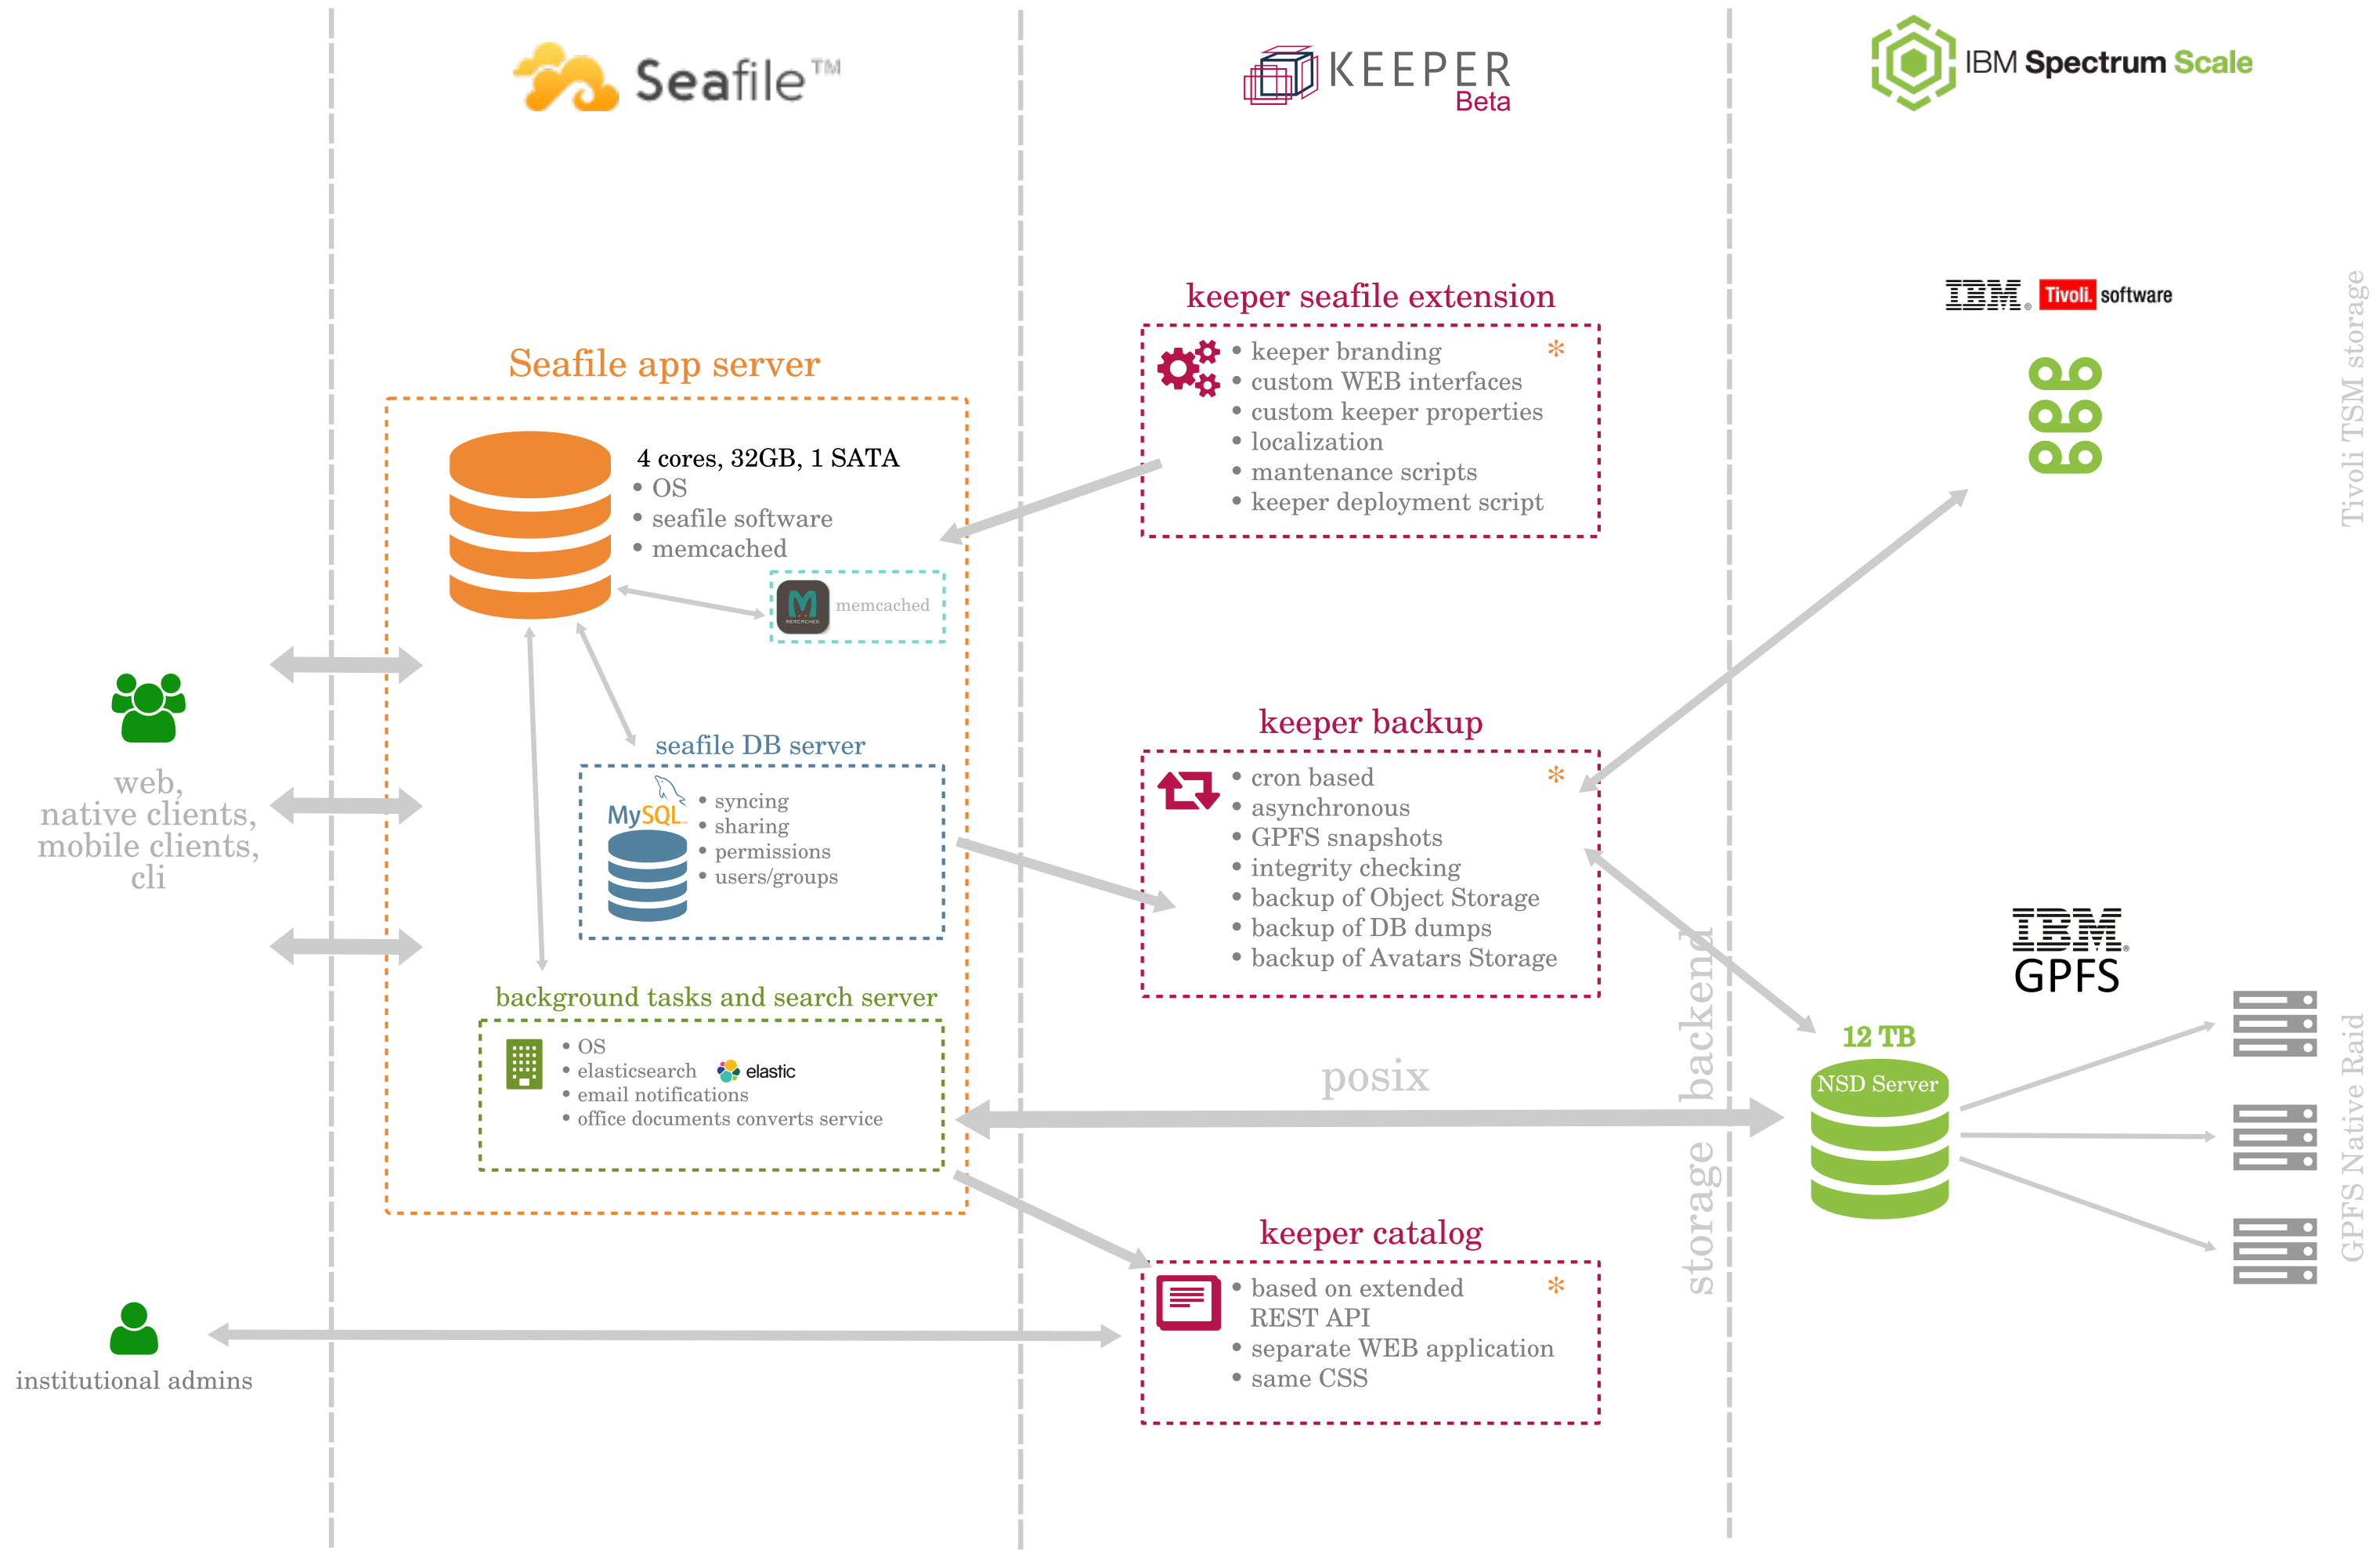 Seafile™
KEEPER
Beta
IBM Spectrum Scale
web,
native clients,
mobile clients,
cli
institutional admins
Seafile app server
4 cores, 32GB, 1 SATA
• OS
• seafile software
• memcached
MEMCACHED
memcached
seafile DB server
MySQL
• syncing
• sharing
• permissions
• users/groups
background tasks and search server
• OS
• elasticsearch
elastic
• email notifications
• office documents converts service
keeper seafile extension
• keeper branding *
• custom WEB interfaces
• custom keeper properties
• localization
• mantenance scripts
• keeper deployment script
keeper backup
• cron based *
• asynchronous
• GPFS snapshots
• integrity checking
• backup of Object Storage
• backup of DB dumps
• backup of Avatars Storage
posix
keeper catalog
• based on extended *
REST API
• separate WEB application
• same CSS
storage backend
IBM® Tivoli. software
Tivoli TSM storage
IBM®
GPFS
12 TB
NSD Server
GPFS Native Raid